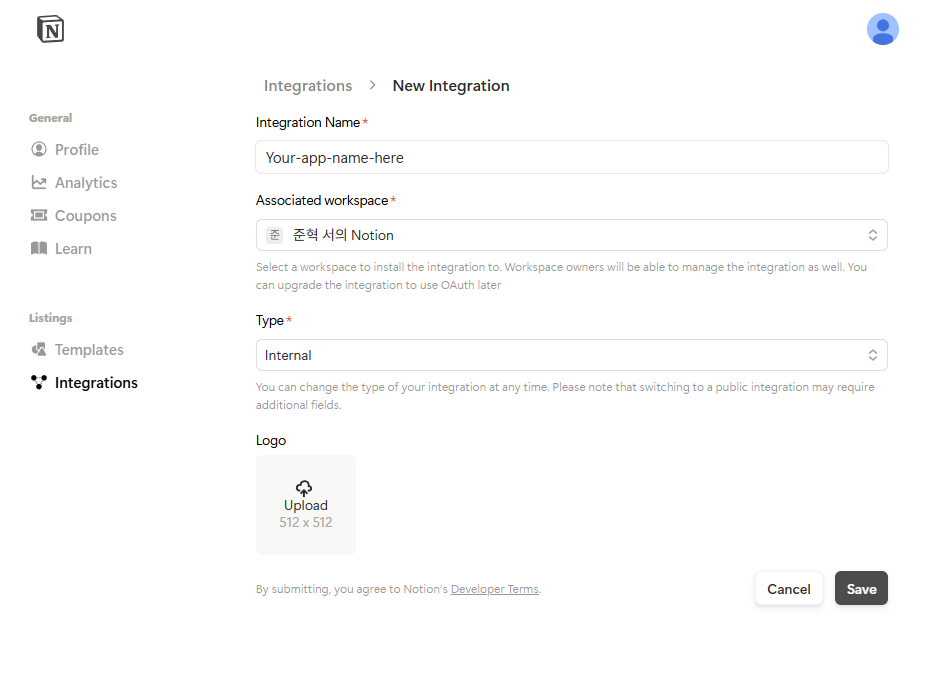 N
General
Profile
Analytics
Coupons
Learn
Listings
Templates
Integrations
Integrations > New Integration
Integration Name*
Your-app-name-here
Associated workspace*
준 준혁 서의 Notion
Select a workspace to install the integration to. Workspace owners will be able to manage the integration as well. You
can upgrade the integration to use OAuth later
Type*
Internal
You can change the type of your integration at any time. Please note that switching to a public integration may require
additional fields.
Logo
Upload
512 x 512
By submitting, you agree to Notion's Developer Terms.
Cancel
Save